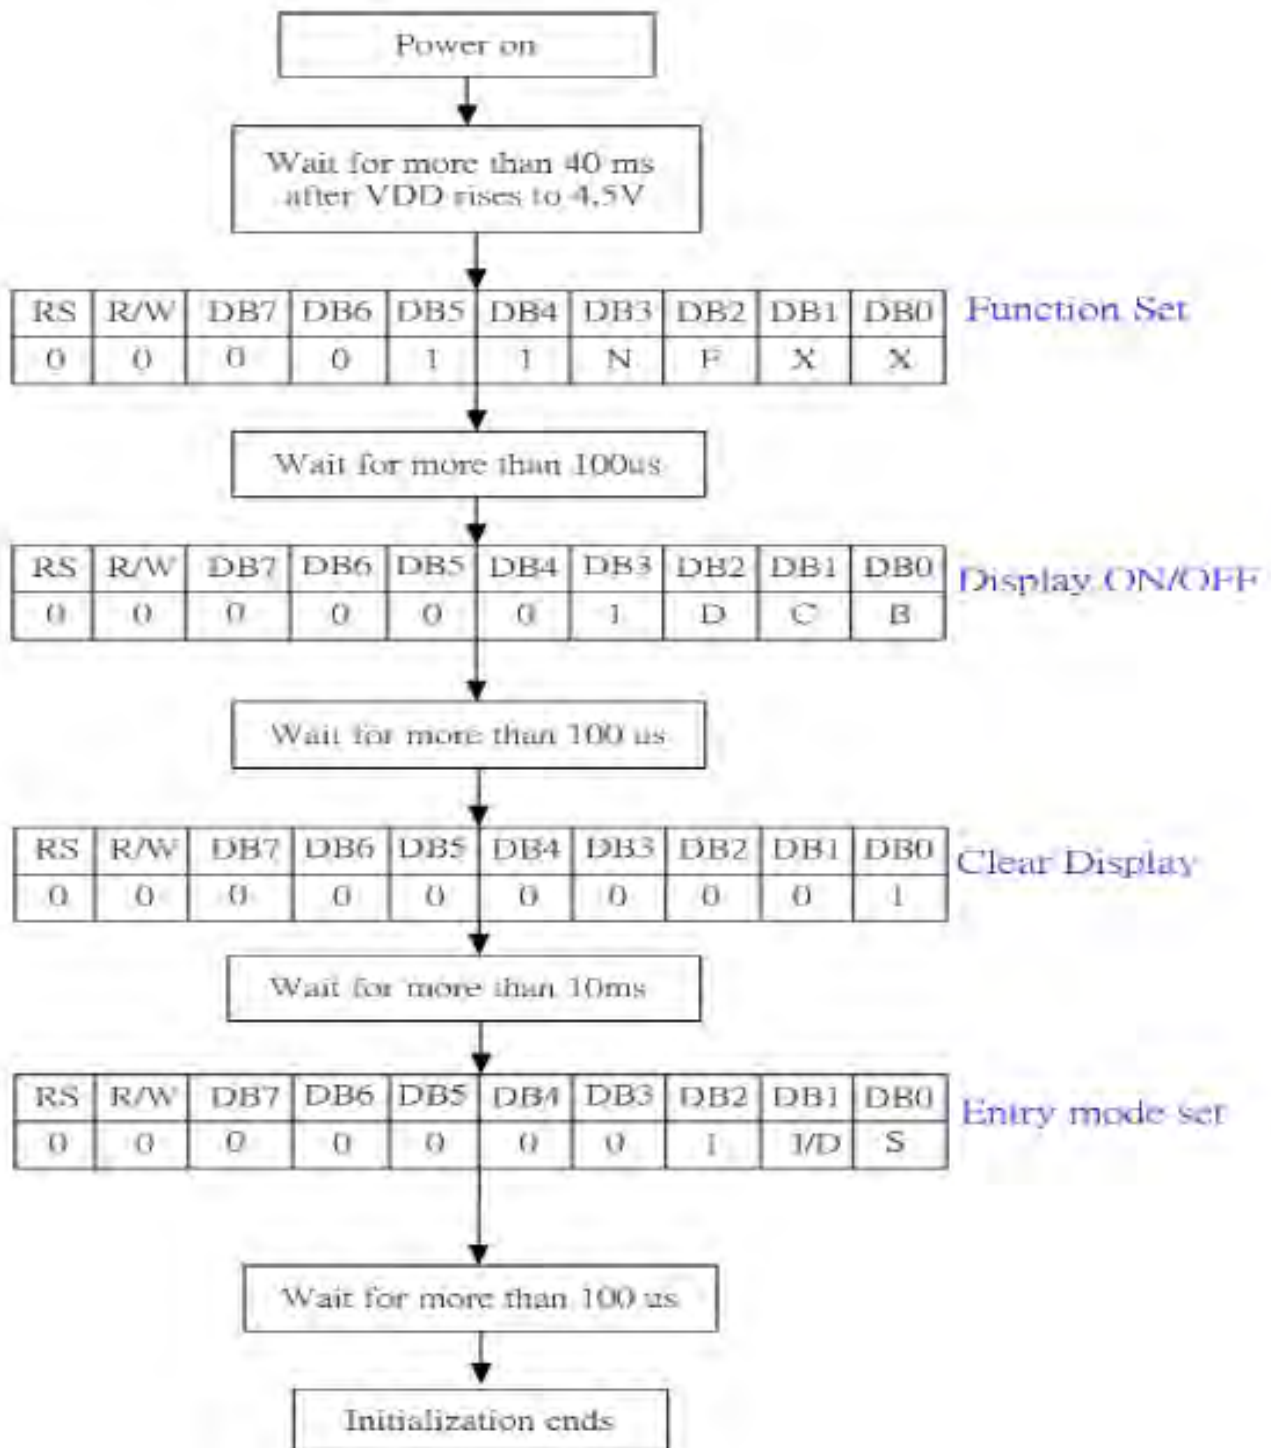 Power on
Wait for more than 40 ms
after VDD rises to 4.5V
RS R/W DB7 DB6 DB5 DB4 DB3 DB2 DB1 DB0 Function Set
0 0 0 0 1 1 N F X X
Wait for more than 100us
RS R/W DB7 DB6 DB5 DB4 DB3 DB2 DB1 DB0 Display ON/OFF
0 0 0 0 0 0 1 D C B
Wait for more than 100 us
RS R/W DB7 DB6 DB5 DB4 DB3 DB2 DB1 DB0 Clear Display
0 0 0 0 0 0 0 0 0 1
Wait for more than 10ms
RS R/W DB7 DB6 DB5 DB4 DB3 DB2 DB1 DB0 Entry mode set
0 0 0 0 0 0 0 1 I/D S
Wait for more than 100 us
Initialization ends